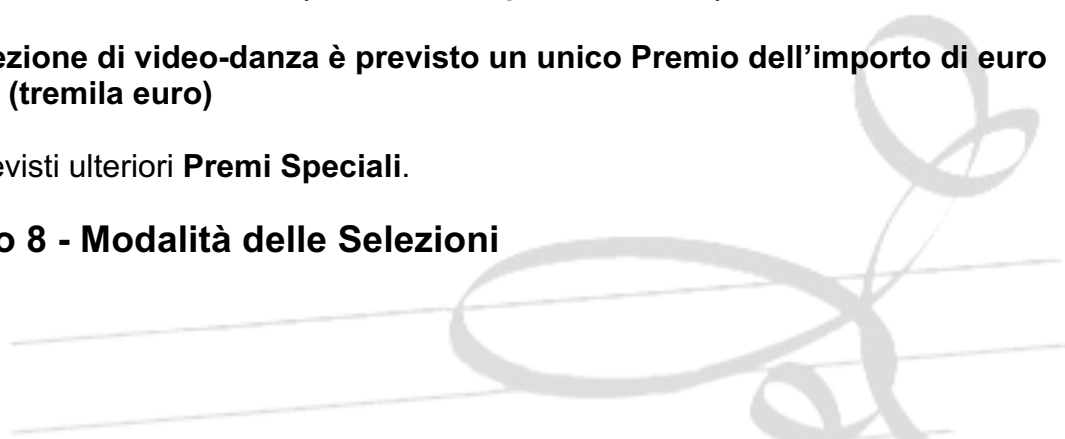 ezione di video-danza è previsto un unico Premio dell’importo di euro
(tremila euro)
evisti ulteriori Premi Speciali.
o 8 - Modalità delle Selezioni